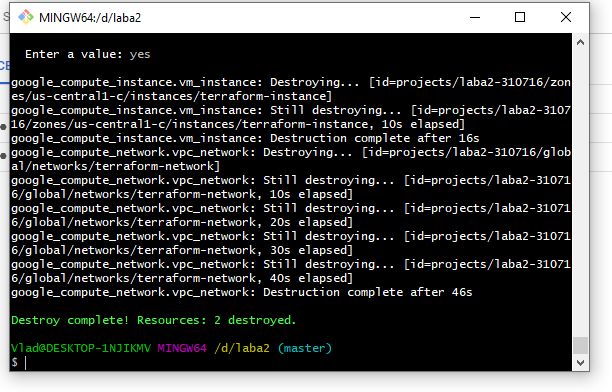 MINGW64:/d/laba2
Enter a value: yes
google_compute_instance.vm_instance: Destroying... [id=projects/laba2-310716/zon
es/us-central1-c/instances/terraform-instance]
google_compute_instance.vm_instance: Still destroying... [id=projects/laba2-3107
16/zones/us-central1-c/instances/terraform-instance, 10s elapsed]
google_compute_instance.vm_instance: Destruction complete after 16s
google_compute_network.vpc_network: Destroying... [id=projects/laba2-310716/glob
al/networks/terraform-network]
google_compute_network.vpc_network: Still destroying... [id=projects/laba2-31071
6/global/networks/terraform-network, 10s elapsed]
google_compute_network.vpc_network: Still destroying... [id=projects/laba2-31071
6/global/networks/terraform-network, 20s elapsed]
google_compute_network.vpc_network: Still destroying... [id=projects/laba2-31071
6/global/networks/terraform-network, 30s elapsed]
google_compute_network.vpc_network: Still destroying... [id=projects/laba2-31071
6/global/networks/terraform-network, 40s elapsed]
google_compute_network.vpc_network: Destruction complete after 46s
Destroy complete! Resources: 2 destroyed.
Vlad@DESKTOP-1NJIKMV MINGW64 /d/laba2 (master)
$